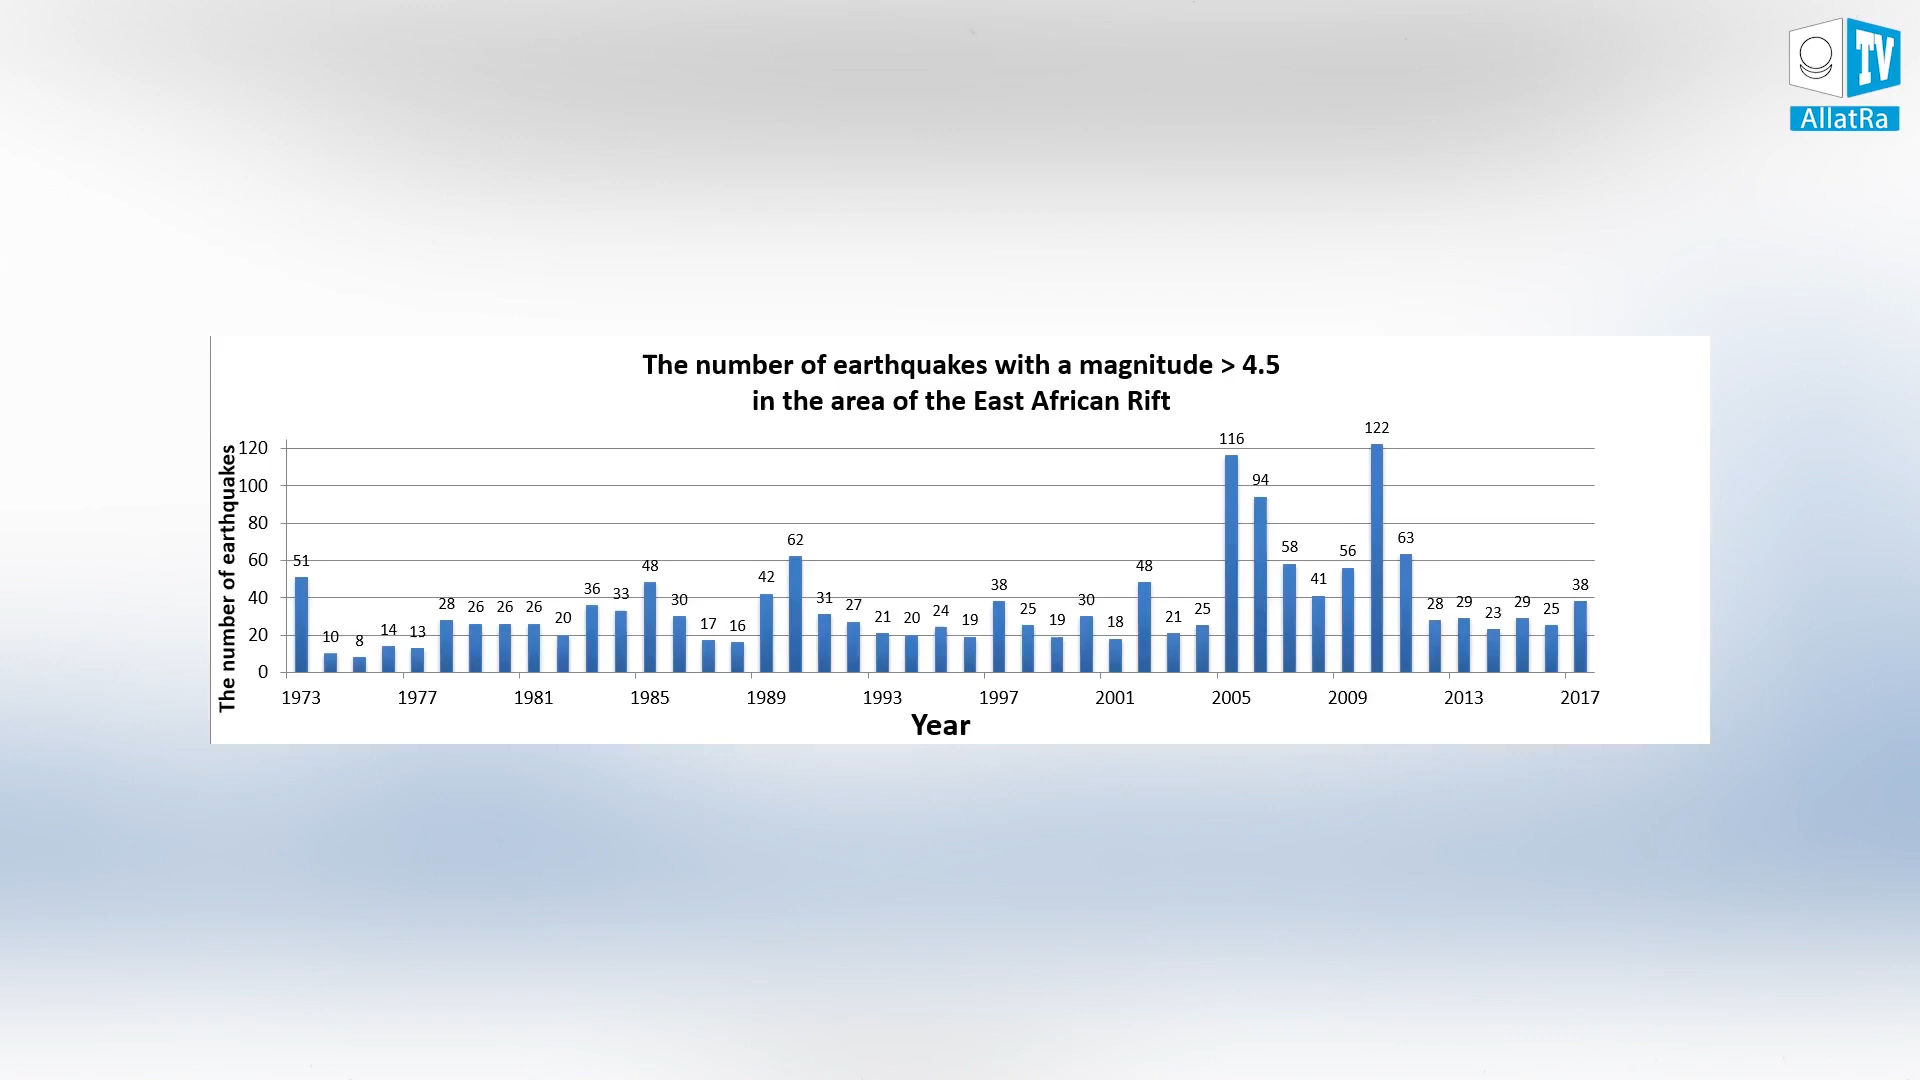 TV
AllatRa
The number of earthquakes with a magnitude > 4.5
in the area of the East African Rift
The number of earthquakes
120
100
80
60
40
20
0
51 10 8 14 13 28 26 26 26 20 36 33 48 30 17 16 42 62 31 27 21 20 24 19 38 25 19 30 18 48 21 25 116 94 58 41 56 122 63 28 29 23 29 25 38
1973 1977 1981 1985 1989 1993 1997 2001 2005 2009 2013 2017
Year